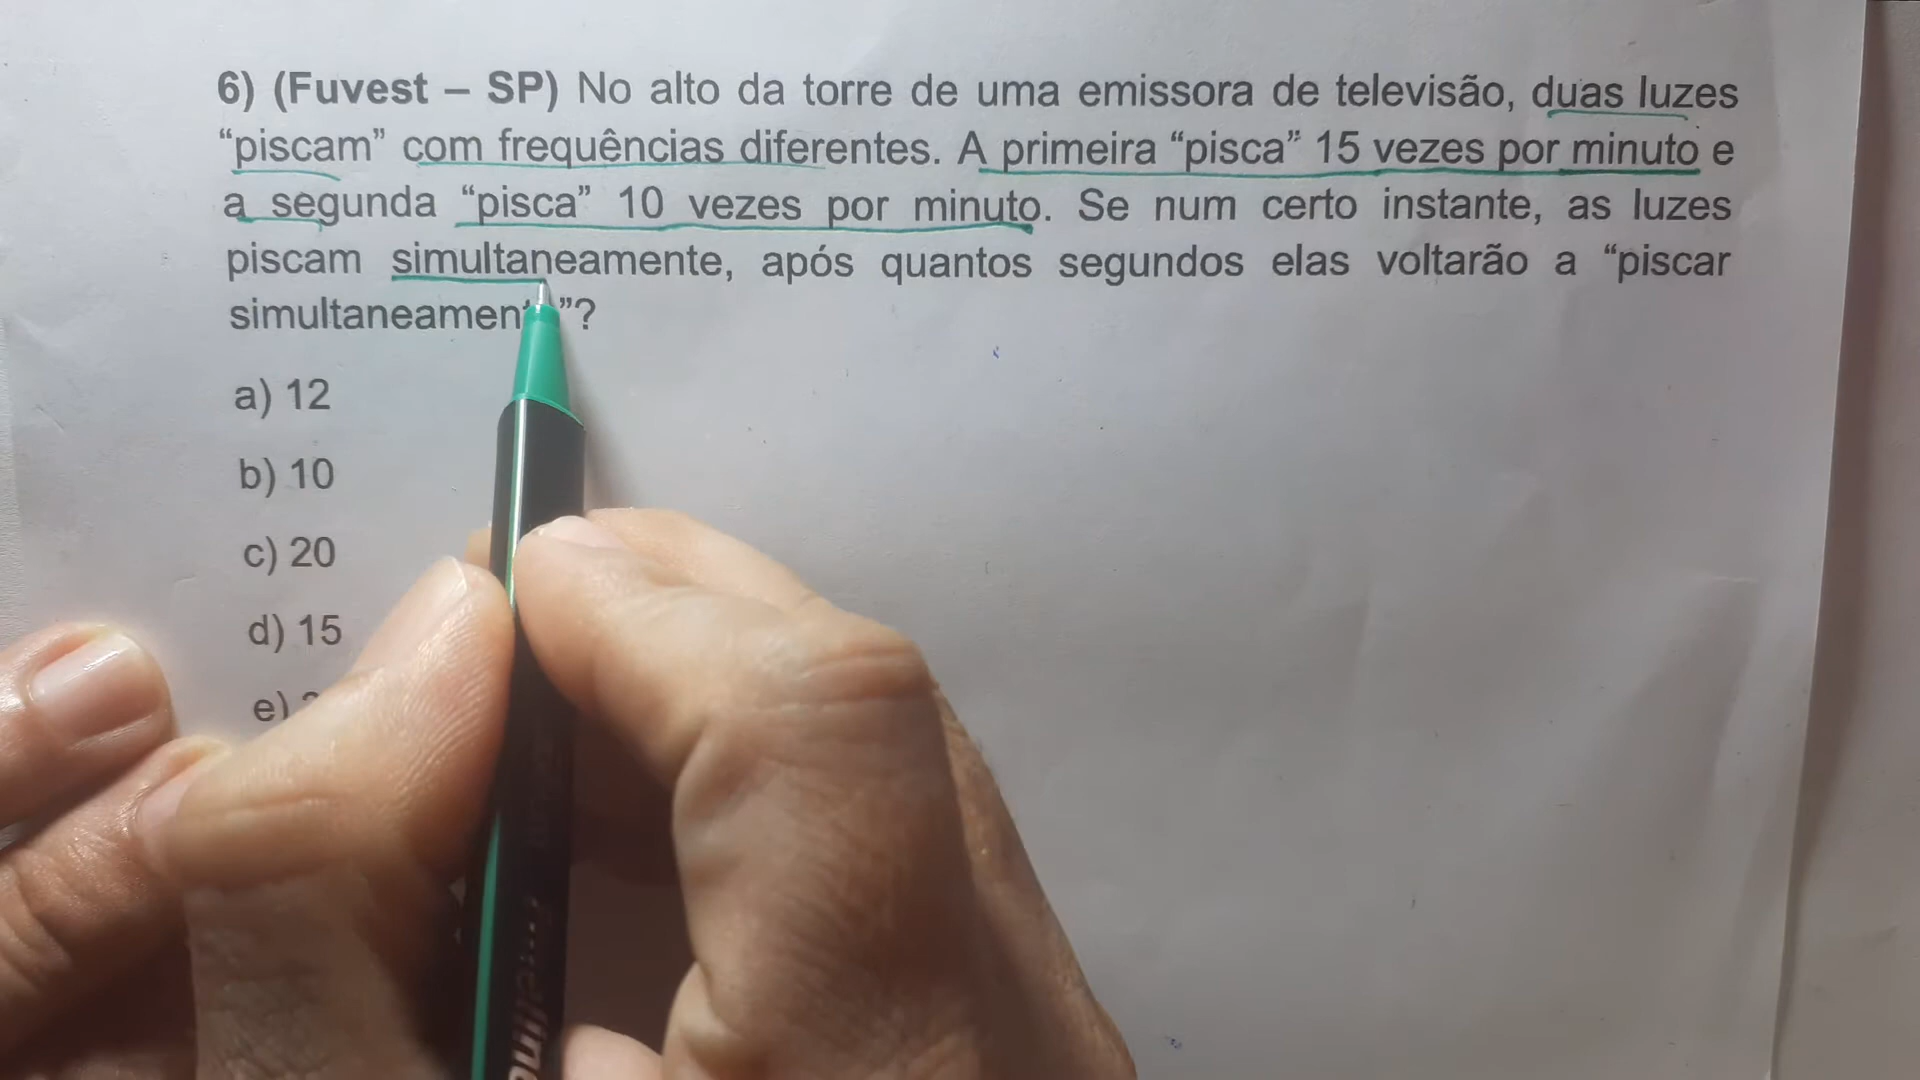 6) (Fuvest – SP) No alto da torre de uma emissora de televisão, duas luzes
“piscam” com frequências diferentes. A primeira “pisca” 15 vezes por minuto e
a segunda “pisca” 10 vezes por minuto. Se num certo instante, as luzes
piscam simultaneamente, após quantos segundos elas voltarão a “piscar
”?
a) 12
b) 10
c) 20
d) 15
e)